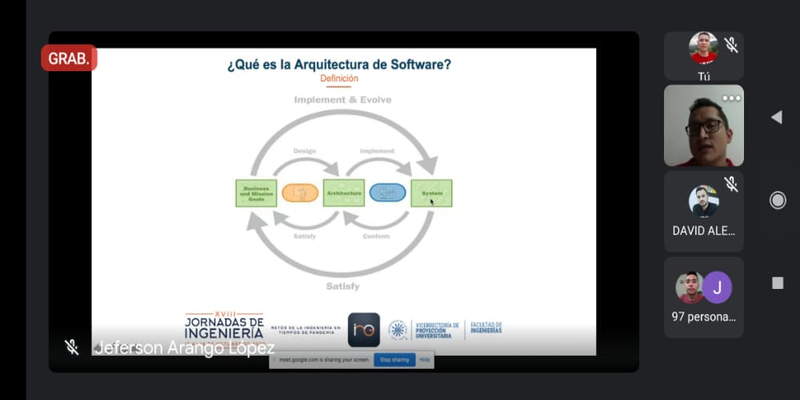 GRAB.
¿Qué es la Arquitectura de Software?
Definición
Implement & Evolve
Design
Implement
Business
and Mission
Goals
Architecture
System
Satisfy
Conform
Satisfy
XVIII
JORNADAS DE
INGENIERÍA
RETOS DE LA INGENIERÍA EN
TIEMPOS DE PANDEMIA
VICERRECTORÍA DE
PROYECCIÓN
UNIVERSITARIA
FACULTAD DE
INGENIERÍAS
Jeferson Arango López
meet.google.com is sharing your screen.
Stop sharing
Hide
Tú
DAVID ALE...
J
97 persona...